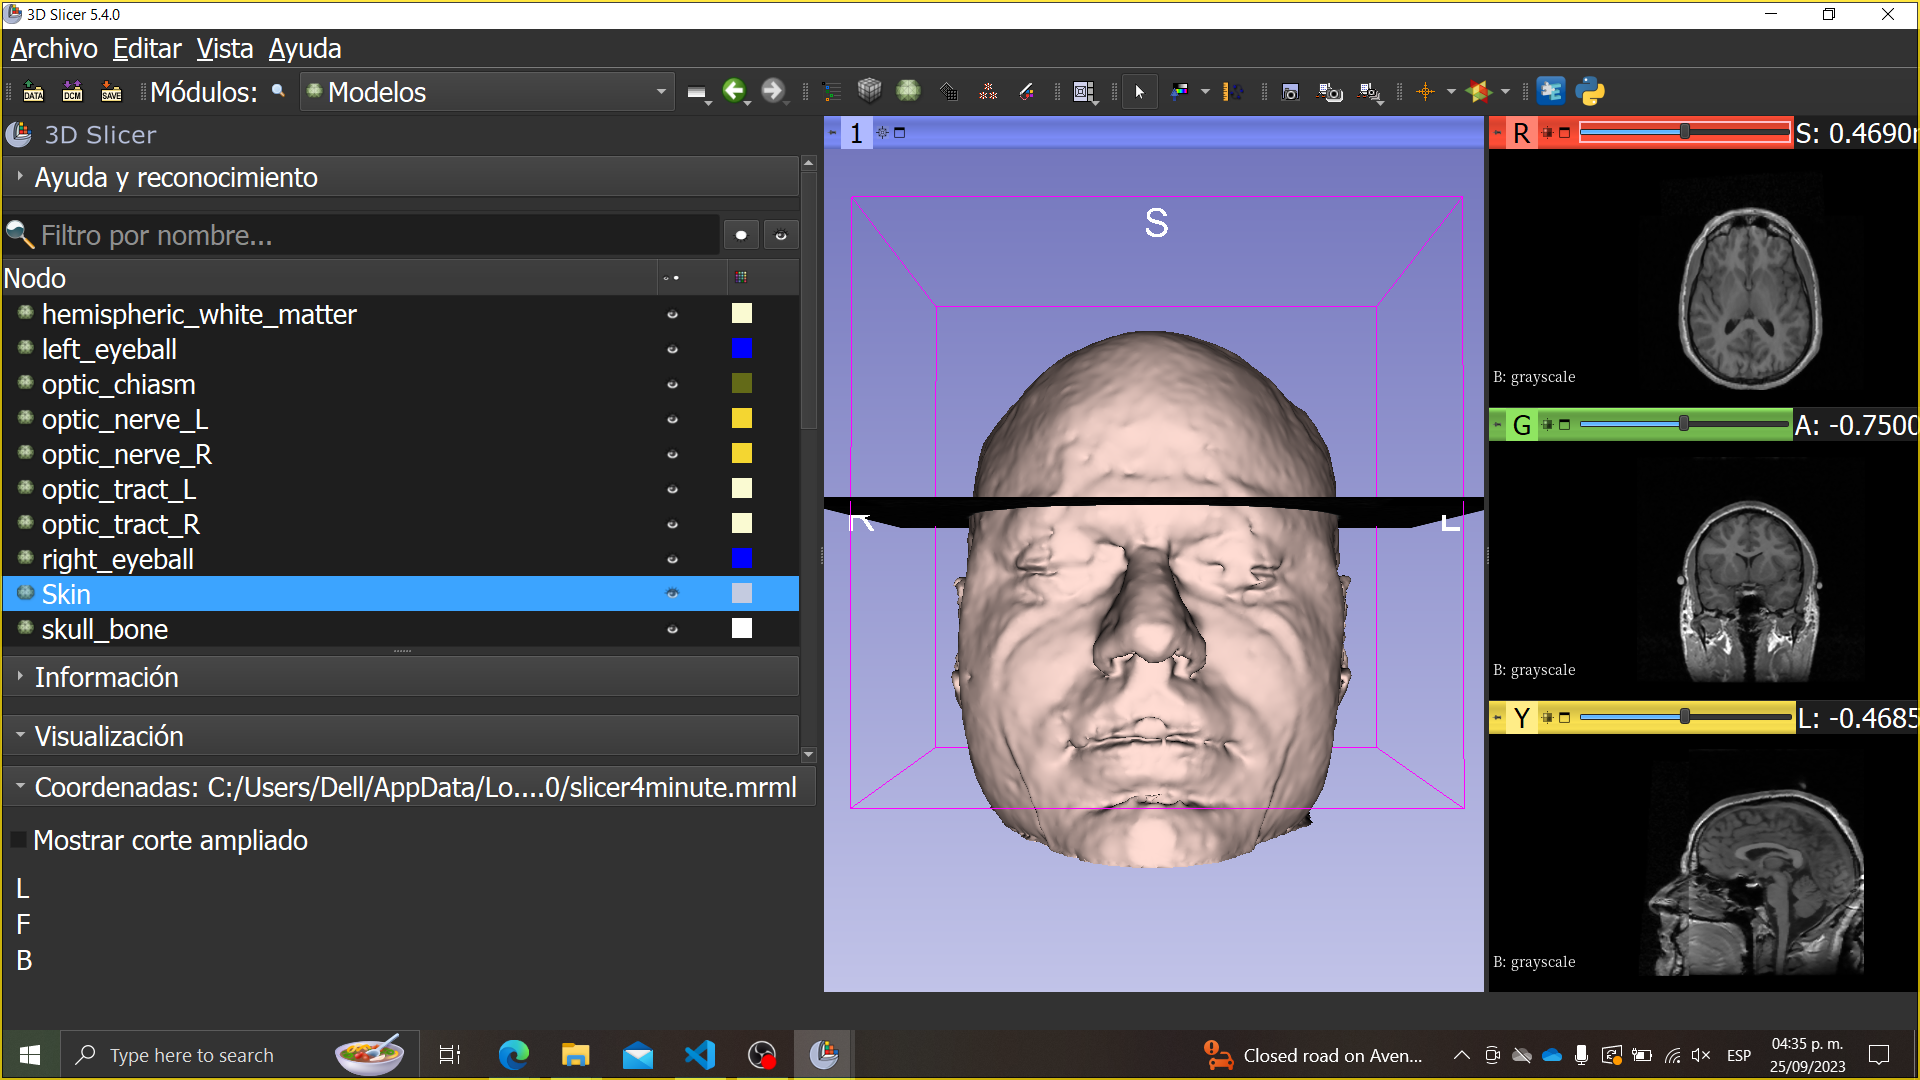 3D Slicer 5.4.0
Archivo Editar Vista Ayuda
DATA DCM SAVE Módulos: Modelos
3D Slicer
Ayuda y reconocimiento
Filtro por nombre...
Nodo
hemispheric_white_matter
left_eyeball
optic_chiasm
optic_nerve_L
optic_nerve_R
optic_tract_L
optic_tract_R
right_eyeball
Skin
skull_bone
Información
Visualización
Coordenadas: C:/Users/Dell/AppData/Lo....0/slicer4minute.mrml
Mostrar corte ampliado
L
F
B
1
S
R L
R S: 0.4690
B: grayscale
G A: -0.7500
B: grayscale
Y L: -0.4685
B: grayscale
Type here to search
Closed road on Aven...
ESP
04:35 p. m.
25/09/2023